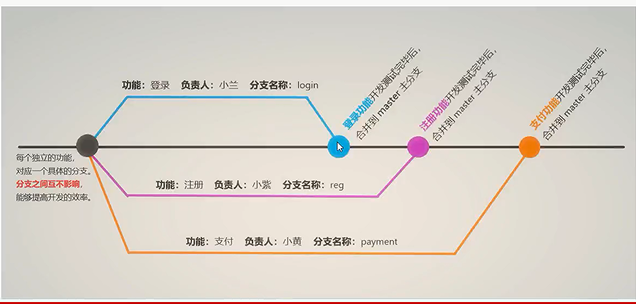 功能：登录 负责人：小兰 分支名称：login
登录功能开发测试完毕后，
合并到 master 主分支
注册功能开发测试完毕后，
合并到 master 主分支
支付功能开发测试完毕后，
合并到 master 主分支
每个独立的功能，
对应一个具体的分支。
分支之间互不影响，
能够提高开发的效率。
功能：注册 负责人：小紫 分支名称：reg
功能：支付 负责人：小黄 分支名称：payment